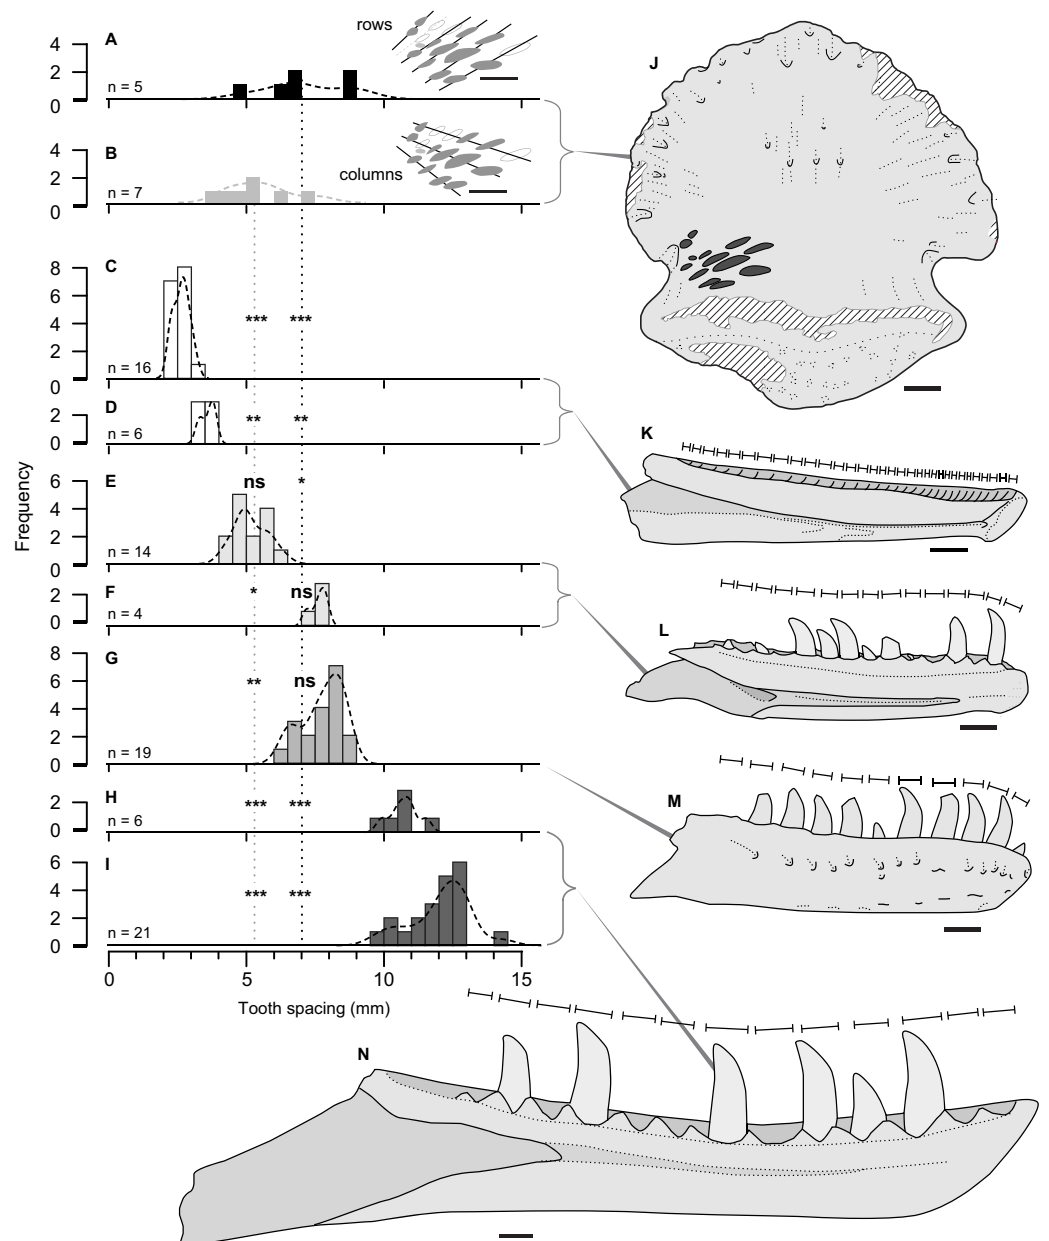 A
rows
4
2
0
n = 5
J
B
columns
4
2
0
n = 7
C
8
6
4
2
0
*** ***
n = 16
D
2
0
** **
n = 6
K
E
6
4
2
0
ns *
n = 14
Frequency
F
2
0
* ns
n = 4
L
G
8
6
4
2
0
** ns
n = 19
H
2
0
*** ***
n = 6
M
I
6
4
2
0
*** ***
n = 21
0 5 10 15
Tooth spacing (mm)
N